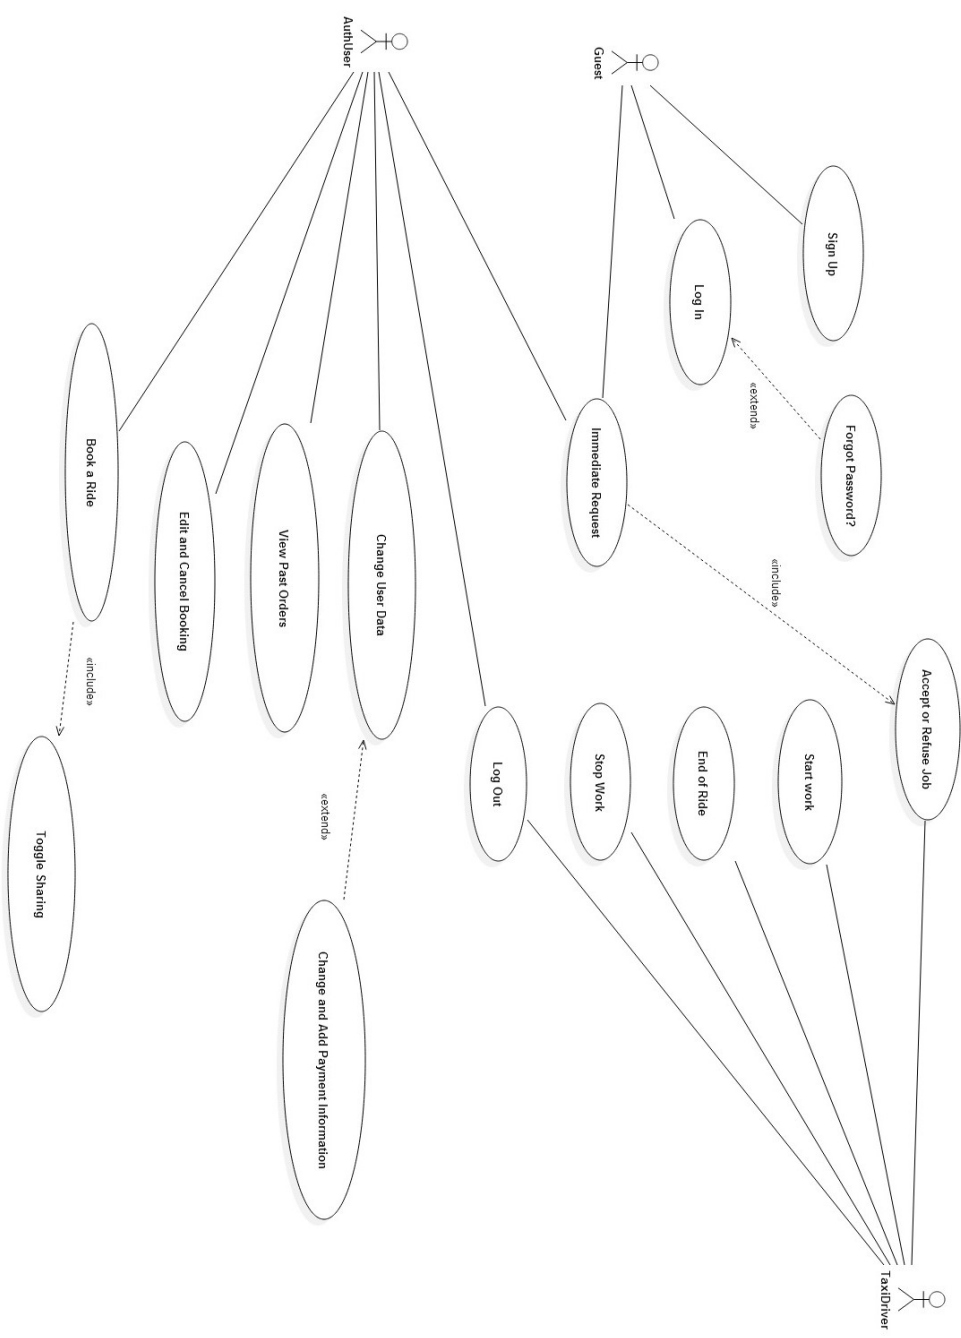 Sign Up
Forgot Password?
Accept or Refuse Job
Guest
Log In
«extend»
«include»
Immediate Request
Start work
End of Ride
Stop Work
Log Out
TaxiDriver
AuthUser
Change User Data
«extend»
Change and Add Payment Information
View Past Orders
Edit and Cancel Booking
Book a Ride
«include»
Toggle Sharing